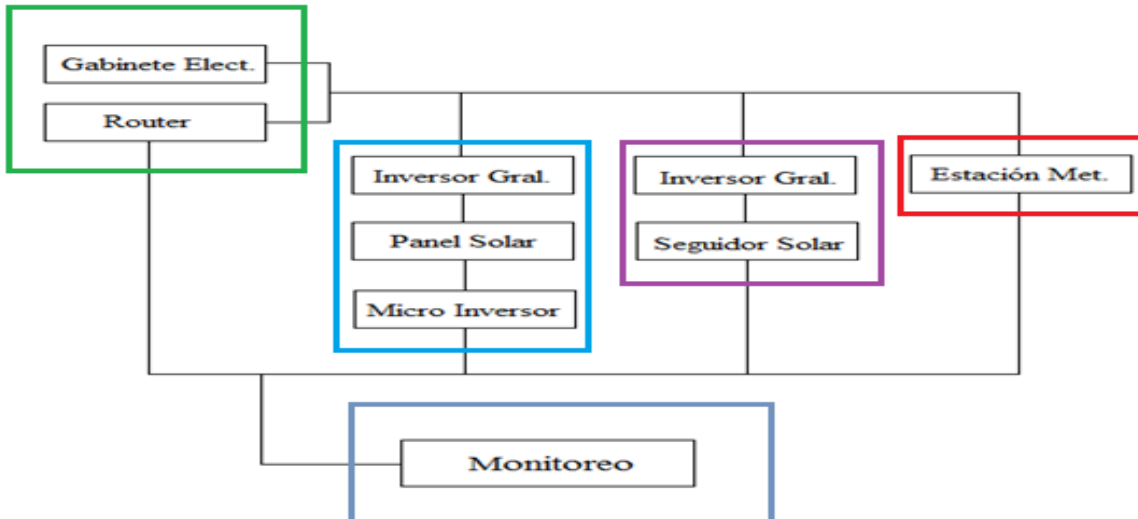 Gabinete Elect.
Router
Inversor Gral.
Panel Solar
Micro Inversor
Inversor Gral.
Seguidor Solar
Estación Met.
Monitoreo